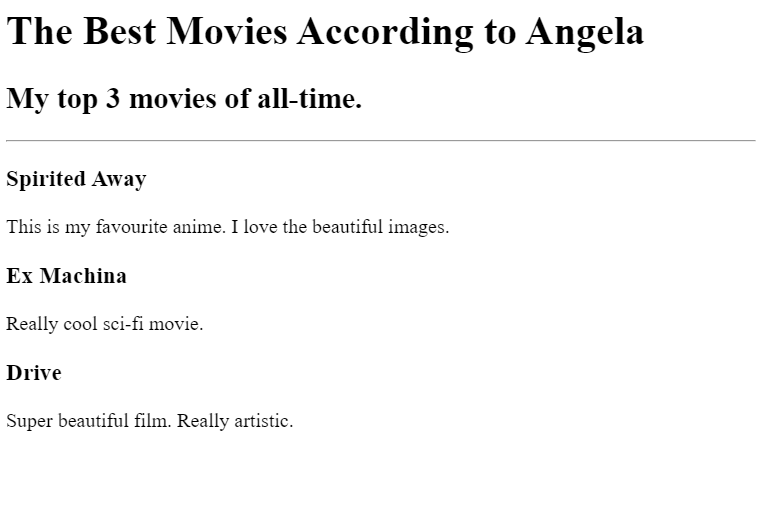 The Best Movies According to Angela
My top 3 movies of all-time.
Spirited Away
This is my favourite anime. I love the beautiful images.
Ex Machina
Really cool sci-fi movie.
Drive
Super beautiful film. Really artistic.